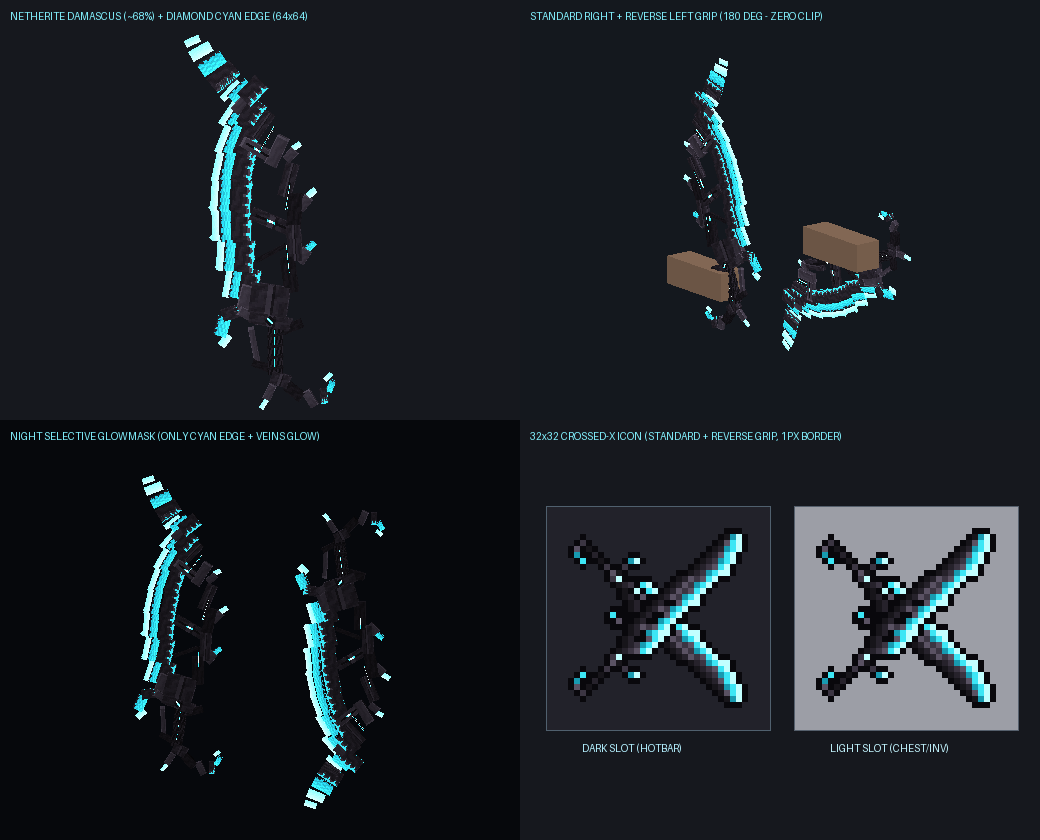 NETHERITE DAMASCUS (~68%) + DIAMOND CYAN EDGE (64x64)
STANDARD RIGHT + REVERSE LEFT GRIP (180 DEG - ZERO CLIP)
NIGHT SELECTIVE GLOWMASK (ONLY CYAN EDGE + VEINS GLOW)
32x32 CROSSED-X ICON (STANDARD + REVERSE GRIP, 1PX BORDER)
DARK SLOT (HOTBAR)
LIGHT SLOT (CHEST/INV)